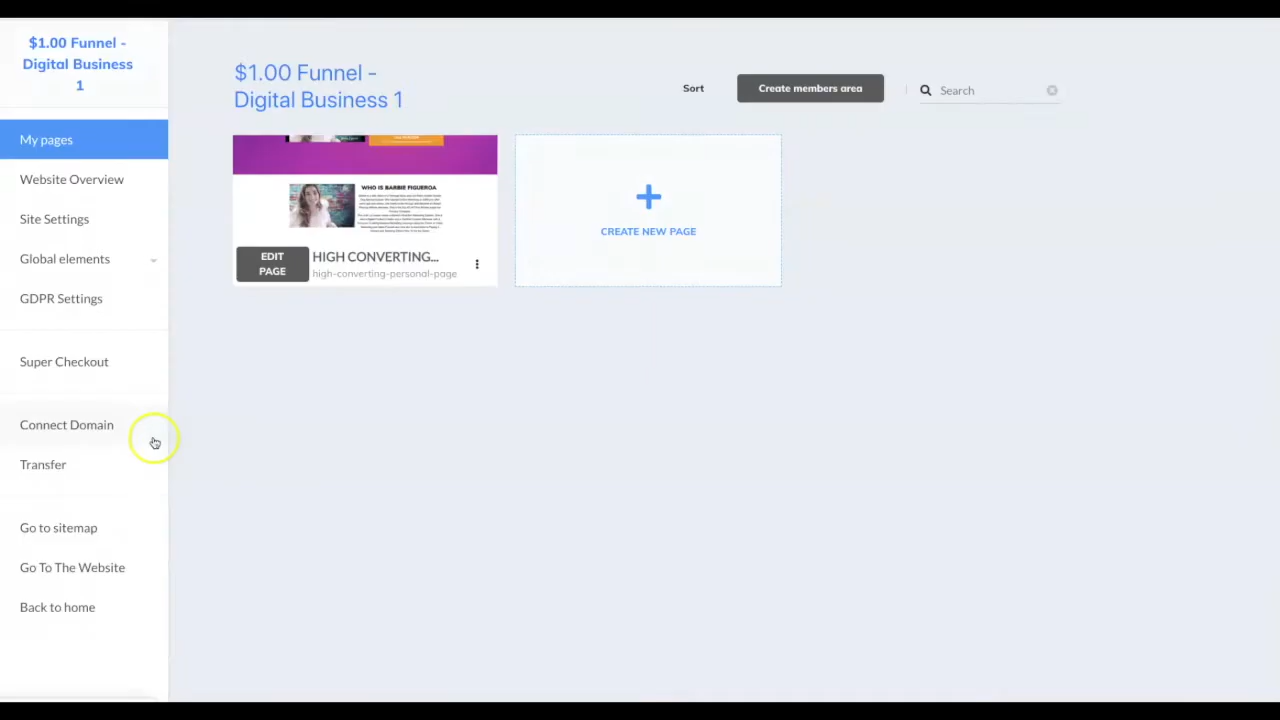 $1.00 Funnel -
Digital Business
1
My pages
Website Overview
Site Settings
Global elements
GDPR Settings
Super Checkout
Connect Domain
Transfer
Go to sitemap
Go To The Website
Back to home
$1.00 Funnel -
Digital Business 1
Sort
Create members area
Search
WHO IS BARBIE FIGUEROA
EDIT
PAGE
HIGH CONVERTING...
high-converting-personal-page
CREATE NEW PAGE